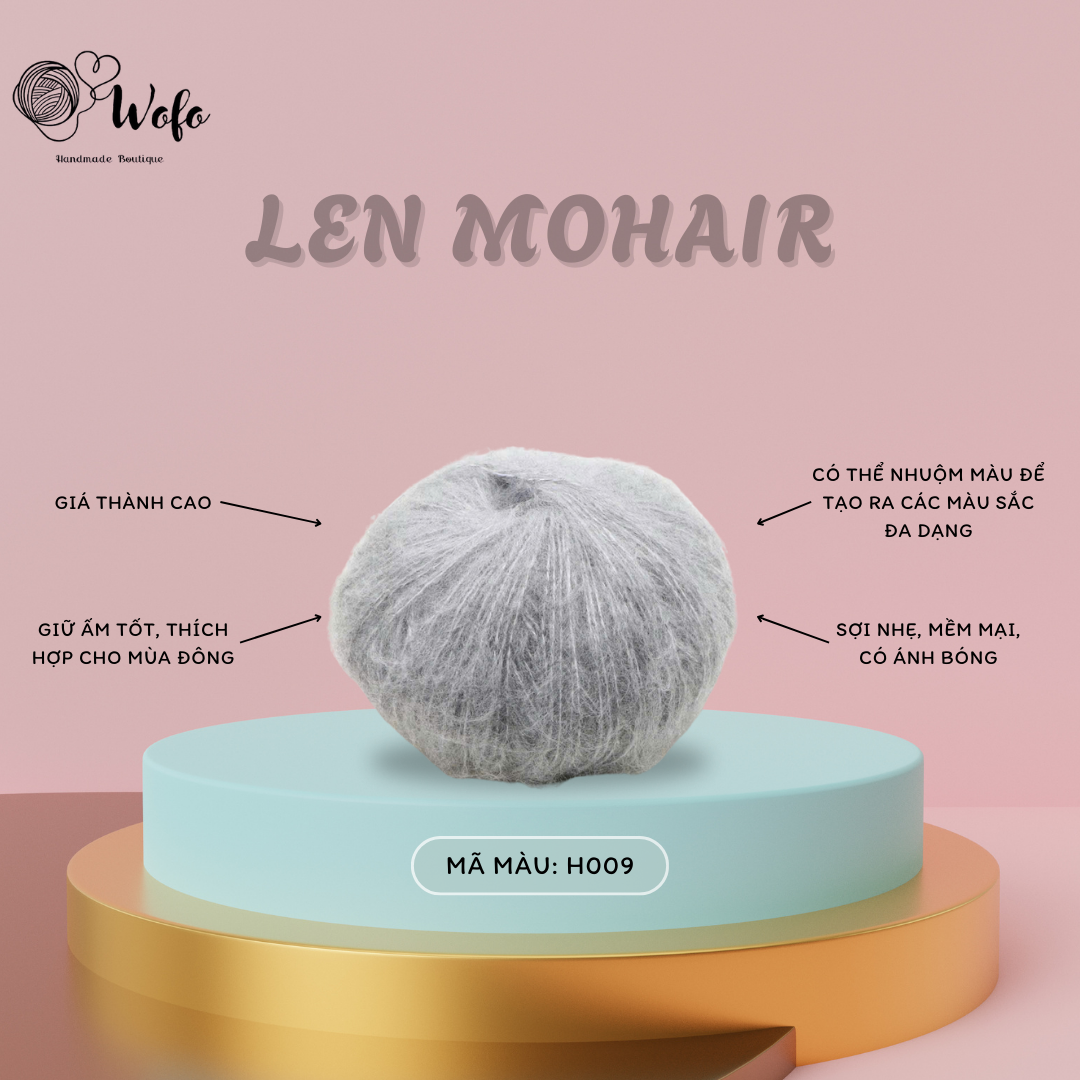 Wofo
Handmade Boutique
LEN MOHAIR
GIÁ THÀNH CAO
CÓ THỂ NHUỘM MÀU ĐỂ
TẠO RA CÁC MÀU SẮC
ĐA DẠNG
GIỮ ẤM TỐT, THÍCH
HỢP CHO MÙA ĐÔNG
SỢI NHẸ, MỀM MẠI,
CÓ ÁNH BÓNG
MÃ MÀU: H009